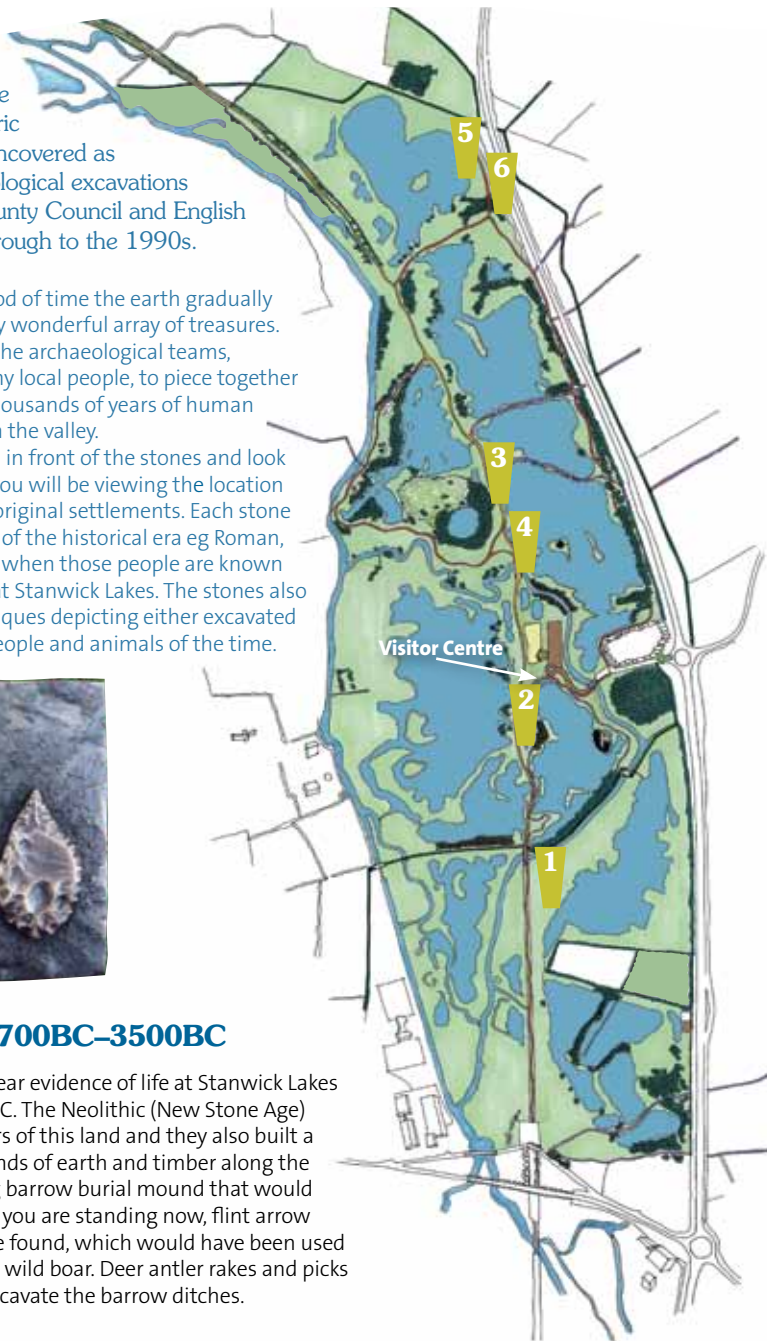 e
ric
ncovered as
ological excavations
unty Council and English
rough to the 1990s.
od of time the earth gradually
y wonderful array of treasures.
he archaeological teams,
ny local people, to piece together
housands of years of human
n the valley.
in front of the stones and look
ou will be viewing the location
original settlements. Each stone
of the historical era eg Roman,
when those people are known
at Stanwick Lakes. The stones also
ques depicting either excavated
eople and animals of the time.
5
6
3
4
Visitor Centre
2
1
700BC–3500BC
ear evidence of life at Stanwick Lakes
C. The Neolithic (New Stone Age)
rs of this land and they also built a
nds of earth and timber along the
g barrow burial mound that would
you are standing now, flint arrow
e found, which would have been used
wild boar. Deer antler rakes and picks
cavate the barrow ditches.